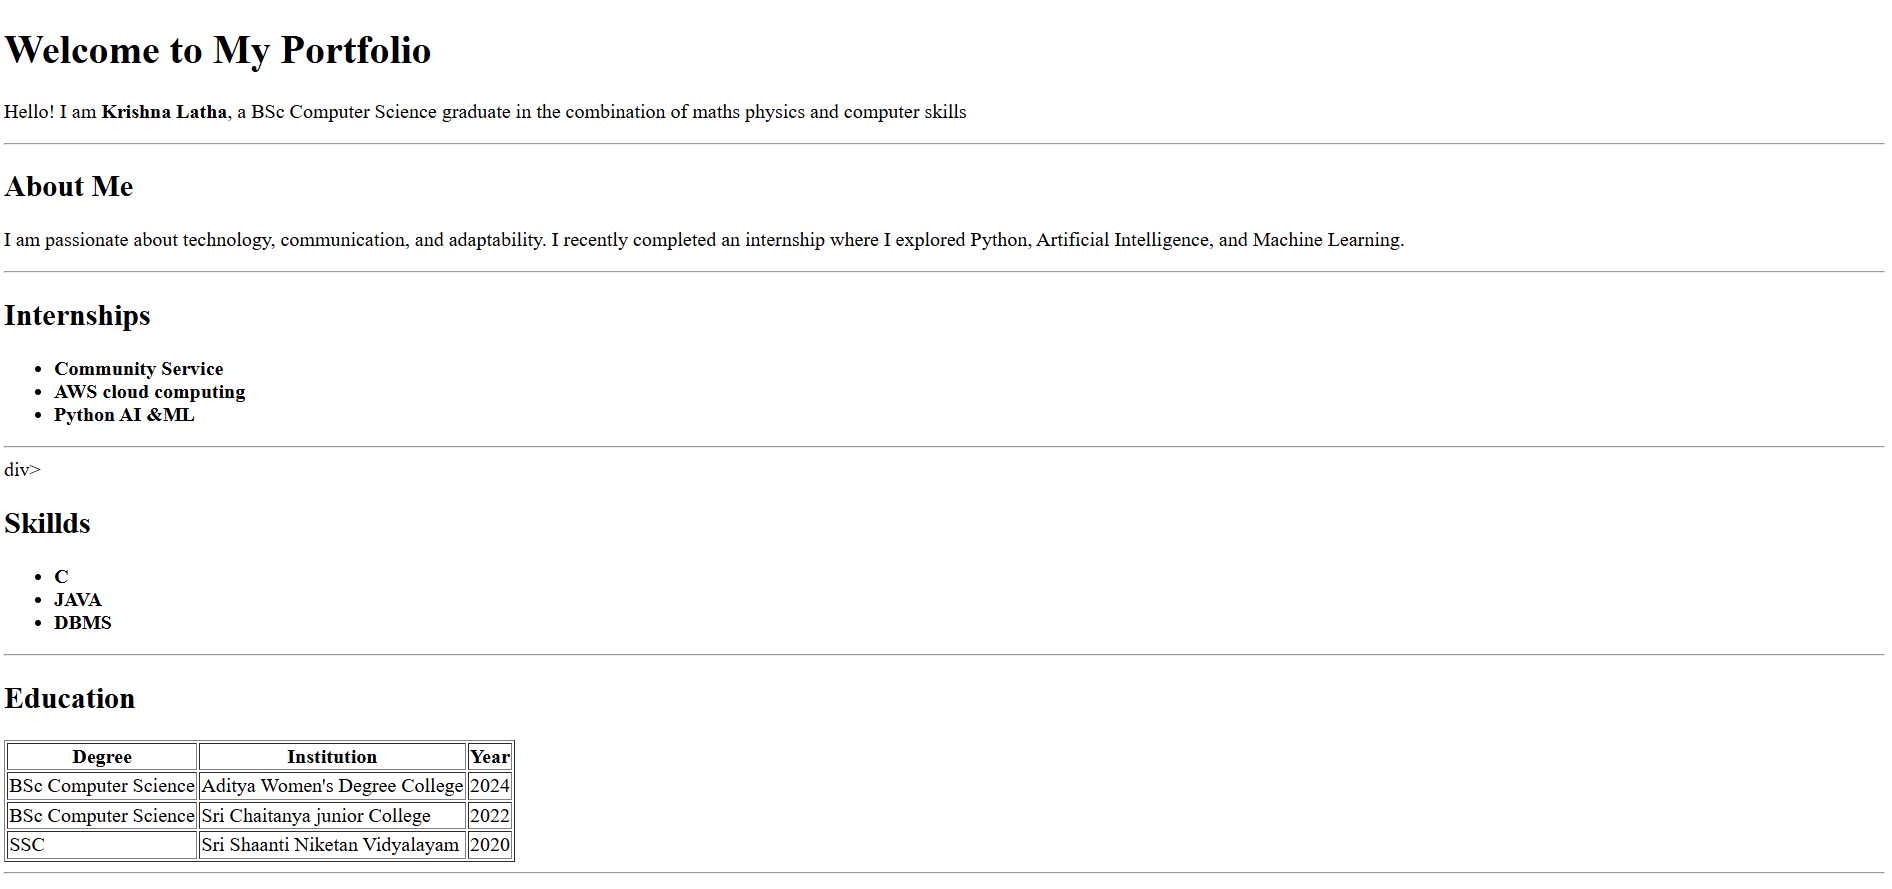 Welcome to My Portfolio
Hello! I am Krishna Latha, a BSc Computer Science graduate in the combination of maths physics and computer skills
About Me
I am passionate about technology, communication, and adaptability. I recently completed an internship where I explored Python, Artificial Intelligence, and Machine Learning.
Internships
• Community Service
• AWS cloud computing
• Python AI &ML
div>
Skillds
• C
• JAVA
• DBMS
Education
Degree Institution Year
BSc Computer Science Aditya Women's Degree College 2024
BSc Computer Science Sri Chaitanya junior College 2022
SSC Sri Shaanti Niketan Vidyalayam 2020